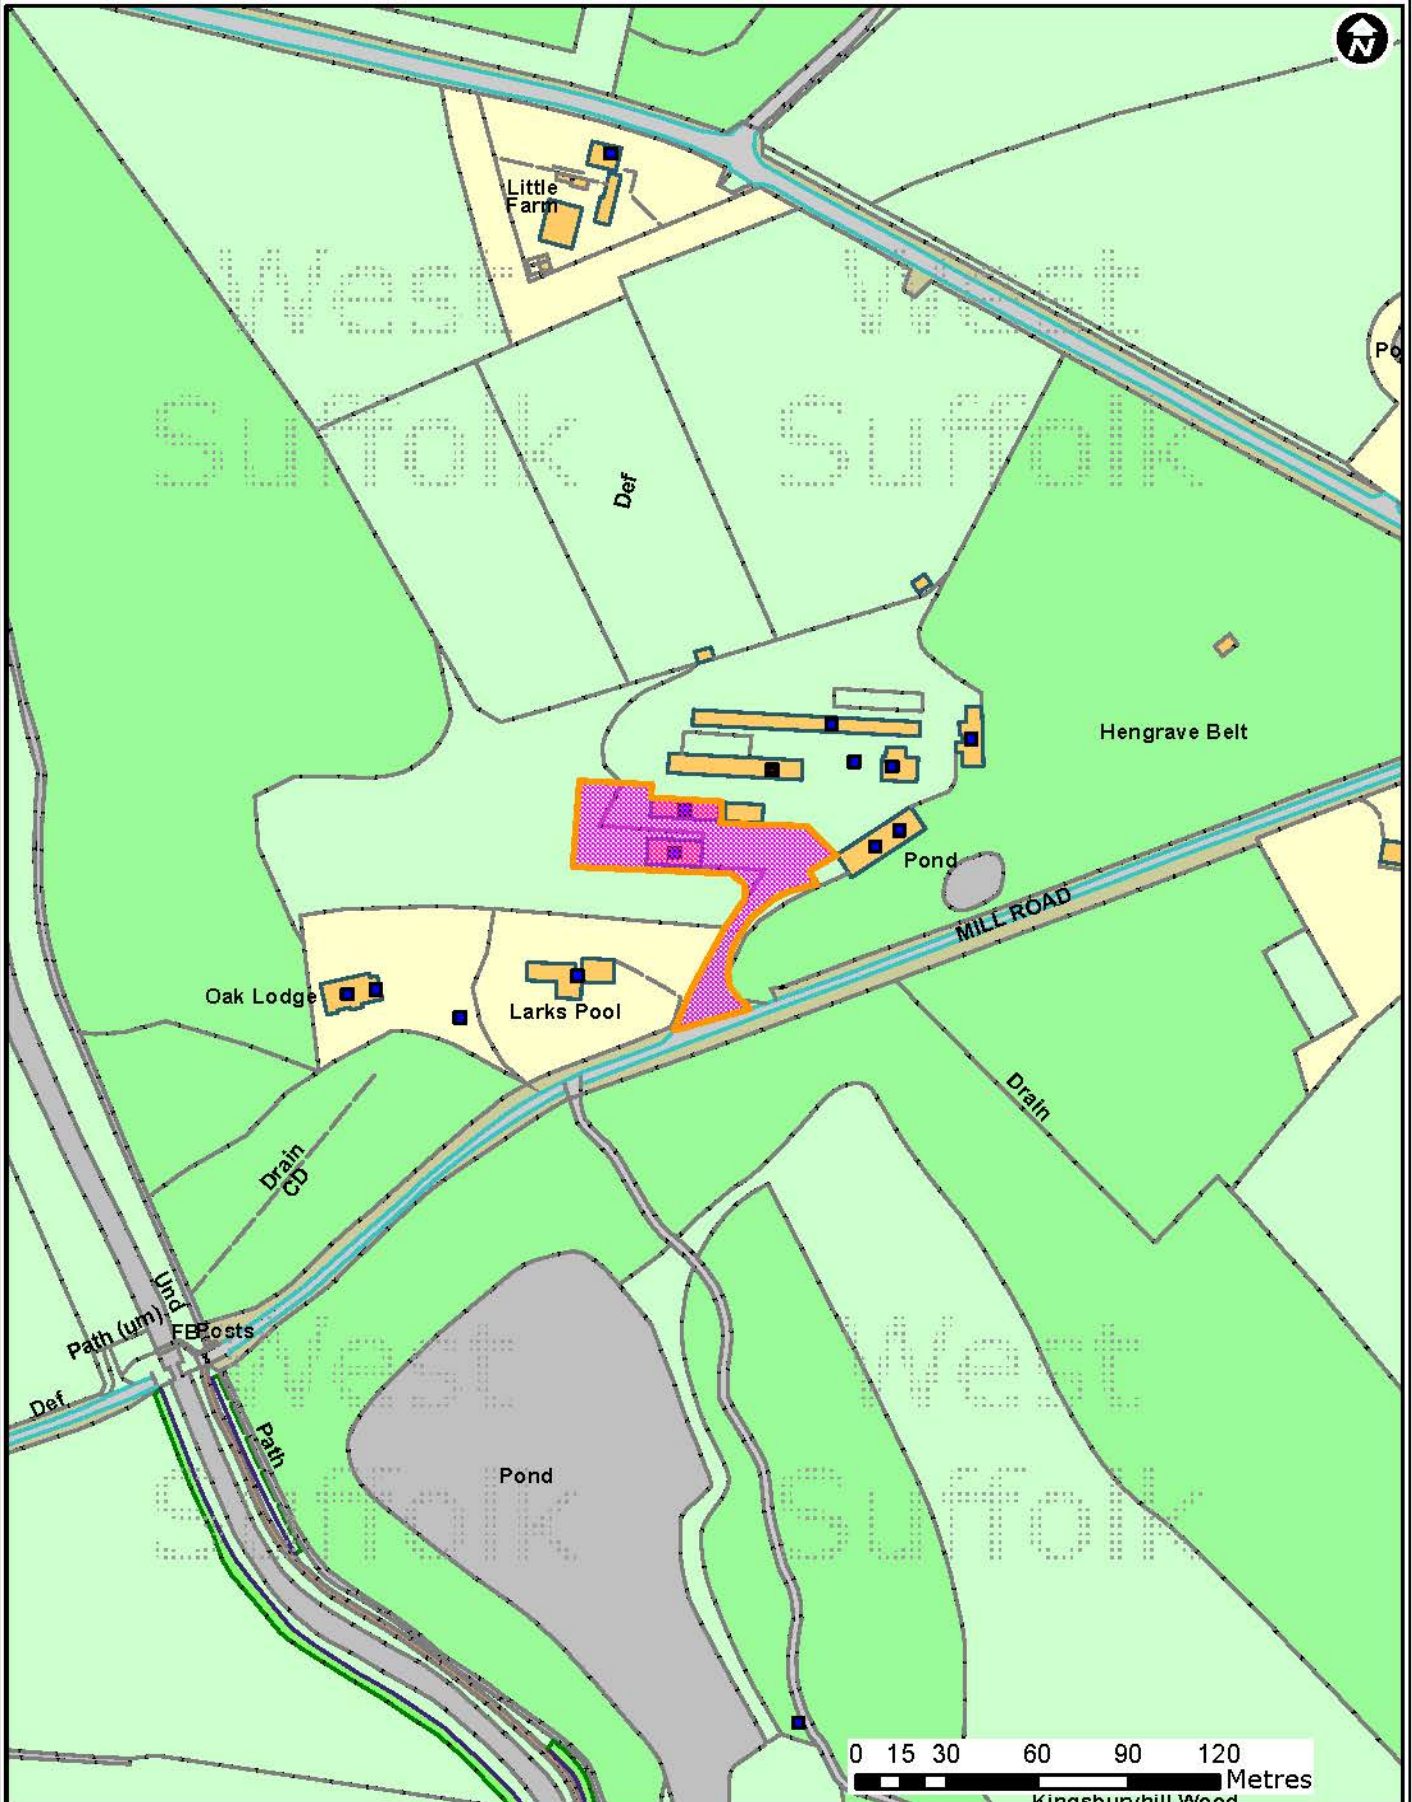 N
Little
Farm
West
West
Po
Suffolk
Suffolk
Def
Hengrave Belt
Pond
MILL ROAD
Oak Lodge
Larks Pool
Drain
Drain
CD
Und
Path (um)
FB
Posts
West
West
Def
Path
Pond
Suffolk
Suffolk
0 15 30 60 90 120
Metres
Kingsburyhill Wood